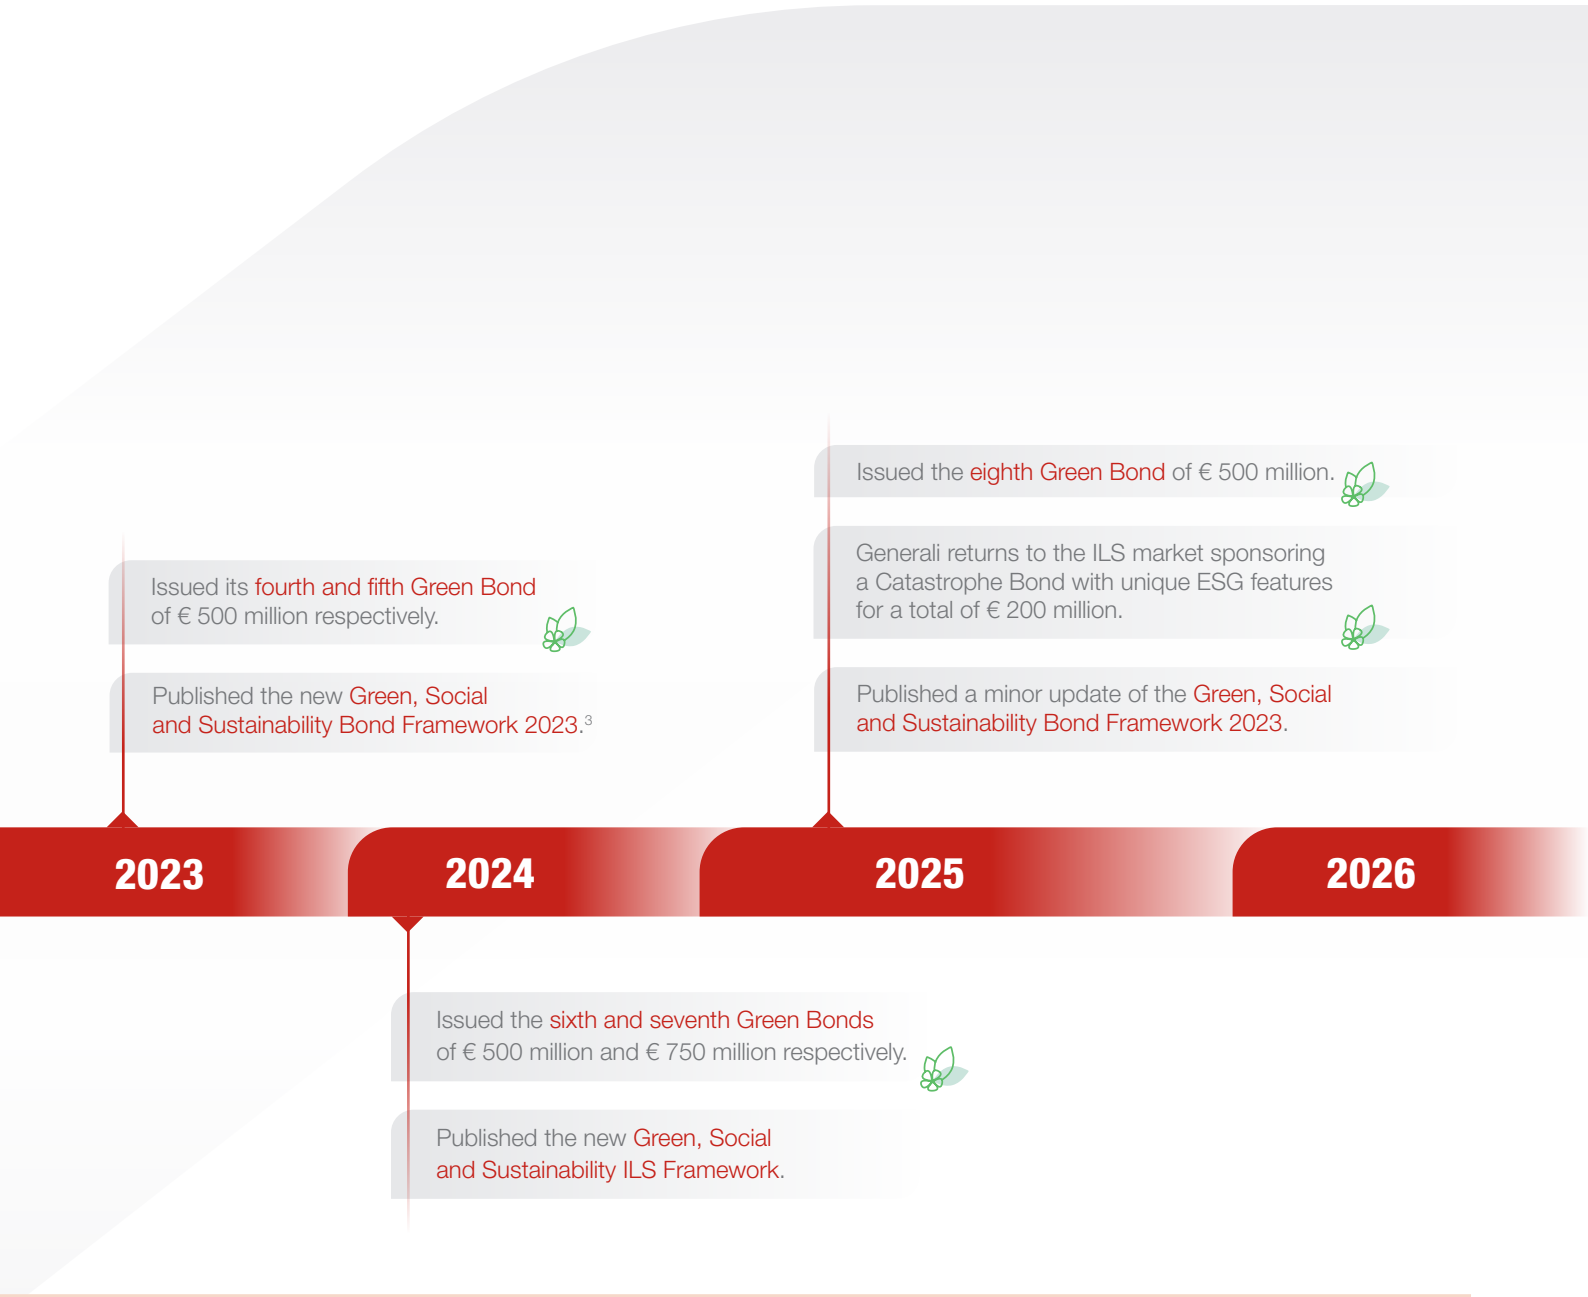 Issued the eighth Green Bond of € 500 million.
Generali returns to the ILS market sponsoring
a Catastrophe Bond with unique ESG features
for a total of € 200 million.
Published a minor update of the Green, Social
and Sustainability Bond Framework 2023.
Issued its fourth and fifth Green Bond
of € 500 million respectively.
Published the new Green, Social
and Sustainability Bond Framework 2023.³
2023
2024
2025
2026
Issued the sixth and seventh Green Bonds
of € 500 million and € 750 million respectively.
Published the new Green, Social
and Sustainability ILS Framework.